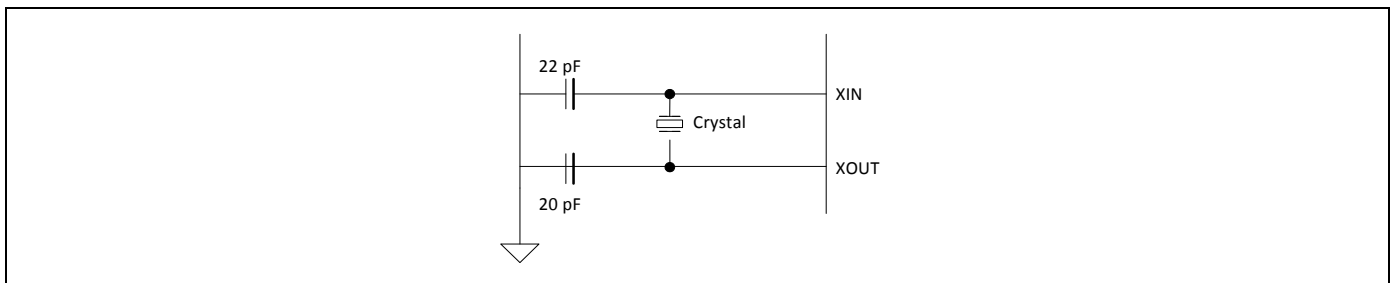 22 pF
XIN
Crystal
XOUT
20 pF